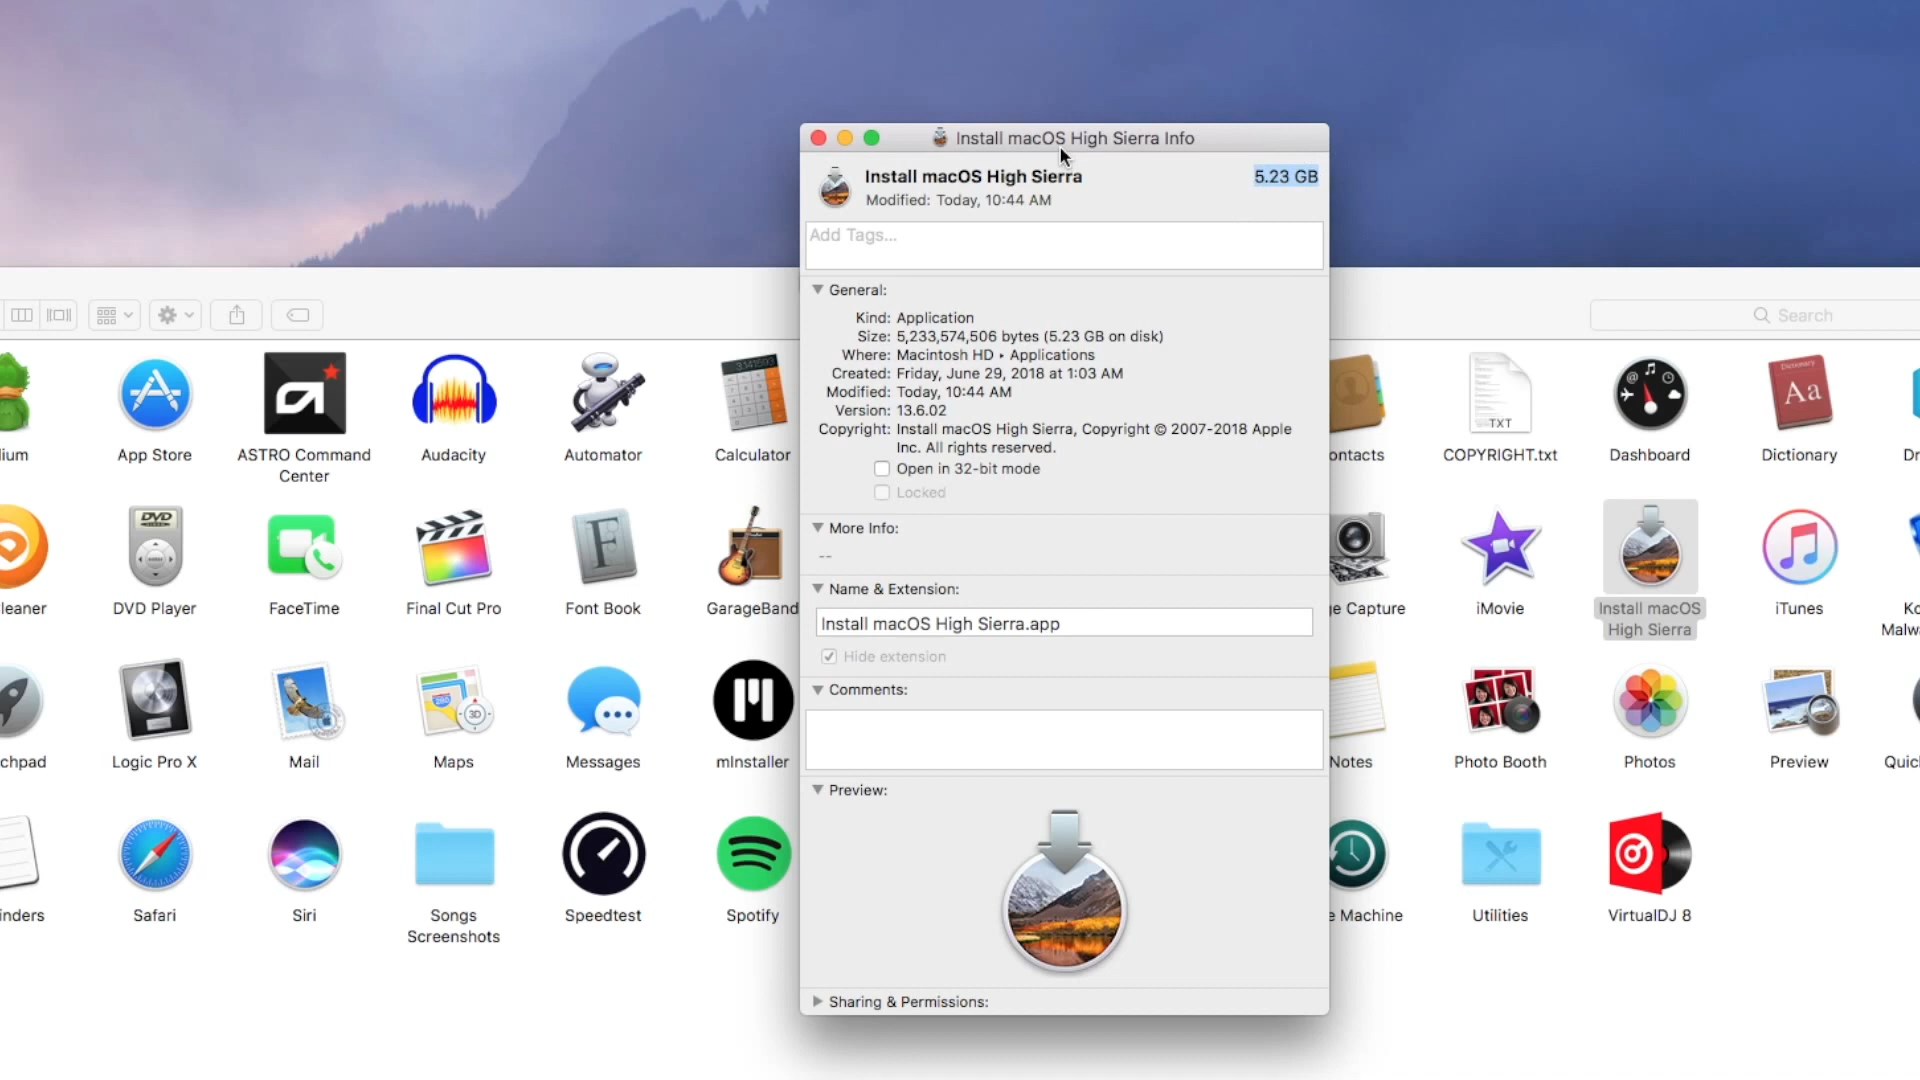 Install macOS High Sierra Info
Install macOS High Sierra
5.23 GB
Modified: Today, 10:44 AM
Add Tags...
General:
Kind: Application
Size: 5,233,574,506 bytes (5.23 GB on disk)
Where: Macintosh HD ▸ Applications
Created: Friday, June 29, 2018 at 1:03 AM
Modified: Today, 10:44 AM
Version: 13.6.02
Copyright: Install macOS High Sierra, Copyright © 2007-2018 Apple
Inc. All rights reserved.
Open in 32-bit mode
Locked
More Info:
--
Name & Extension:
Install macOS High Sierra.app
Hide extension
Comments:
Preview:
Sharing & Permissions:
Search
ium
App Store
ASTRO Command
Center
Audacity
Automator
Calculator
ontacts
TXT
COPYRIGHT.txt
Dashboard
Dictionary
Aa
Dictionary
Dr
leaner
DVD
DVD Player
FaceTime
Final Cut Pro
F
Font Book
GarageBand
ge Capture
iMovie
Install macOS
High Sierra
iTunes
Ko
Malw
chpad
Logic Pro X
Mail
3D
Maps
Messages
mInstaller
Notes
Photo Booth
Photos
Preview
Quick
inders
Safari
Siri
Songs
Screenshots
Speedtest
Spotify
e Machine
Utilities
VirtualDJ 8